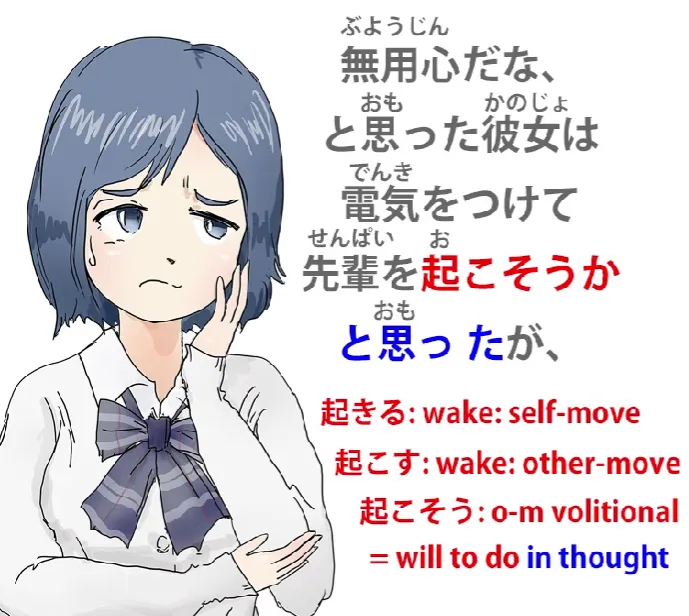 ぶようじん
無用心だな、
おも かのじょ
と思った彼女は
でんき
電気をつけて
せんぱい お
先輩を起こそうか
おも
と思っ たが、
起きる: wake: self-move
起こす: wake: other-move
起こそう: o-m volitional
= will to do in thought